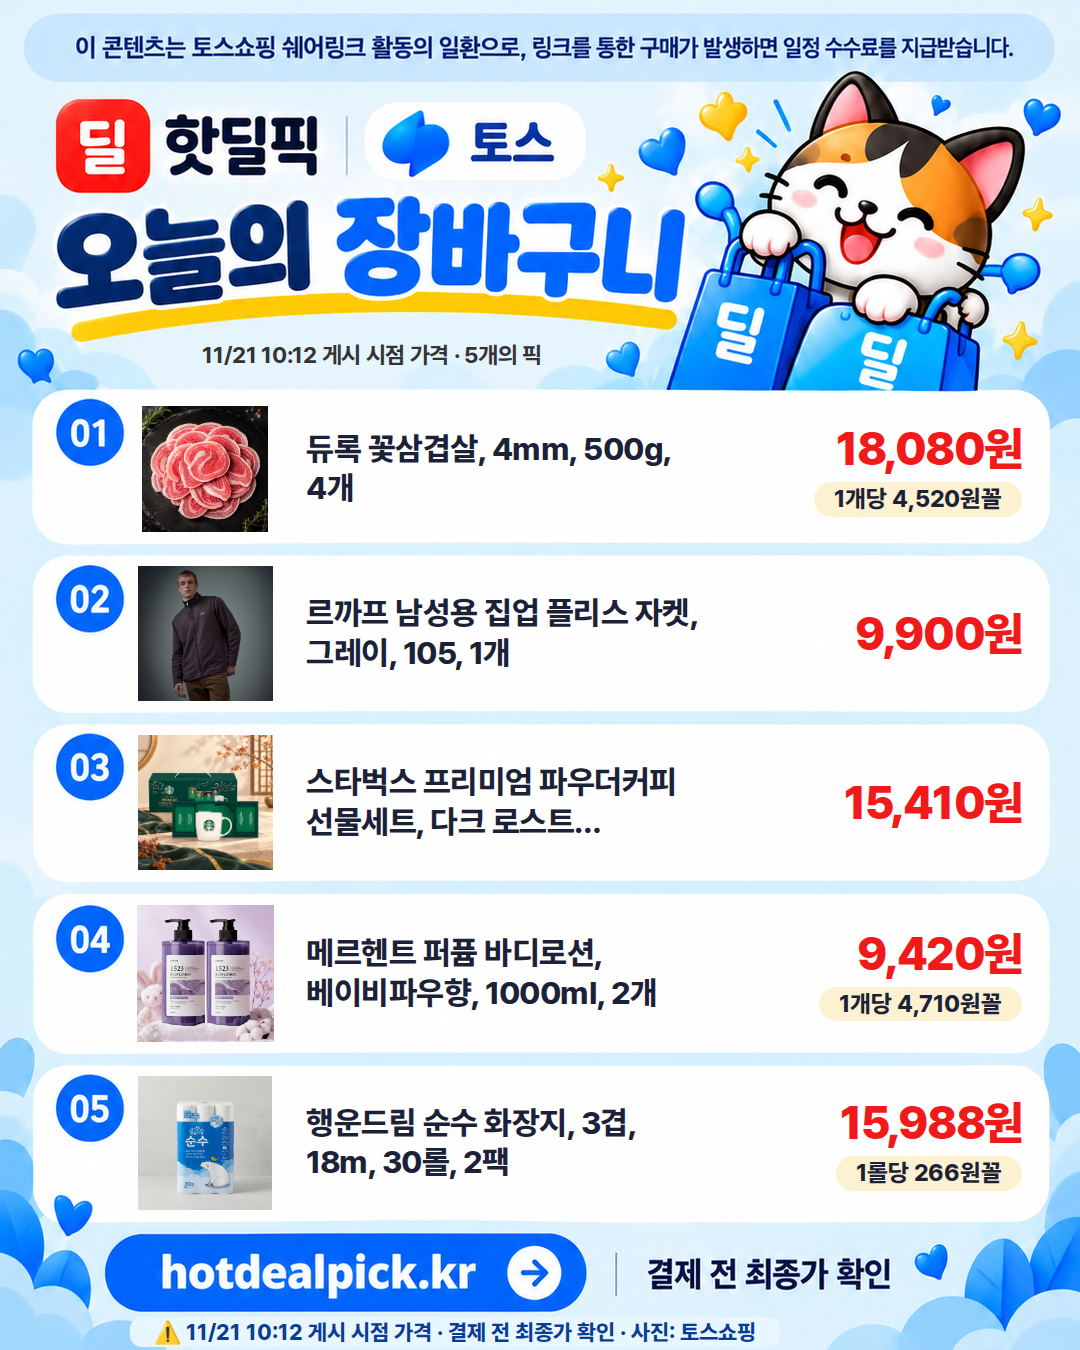 이 콘텐츠는 토스쇼핑 쉐어링크 활동의 일환으로, 링크를 통한 구매가 발생하면 일정 수수료를 지급받습니다.
딜 핫딜픽 토스
오늘의 장바구니
11/21 10:12 게시 시점 가격 · 5개의 픽
딜
딜
01
듀록 꽃삼겹살, 4mm, 500g,
4개
18,080원
1개당 4,520원꼴
02
르까프 남성용 집업 플리스 자켓,
그레이, 105, 1개
9,900원
03
스타벅스 프리미엄 파우더커피
선물세트, 다크 로스트...
15,410원
04
1523
1523
메르헨트 퍼퓸 바디로션,
베이비파우향, 1000ml, 2개
9,420원
1개당 4,710원꼴
05
순수
행운드림 순수 화장지, 3겹,
18m, 30롤, 2팩
15,988원
1롤당 266원꼴
hotdealpick.kr
결제 전 최종가 확인
⚠️ 11/21 10:12 게시 시점 가격 · 결제 전 최종가 확인 · 사진: 토스쇼핑